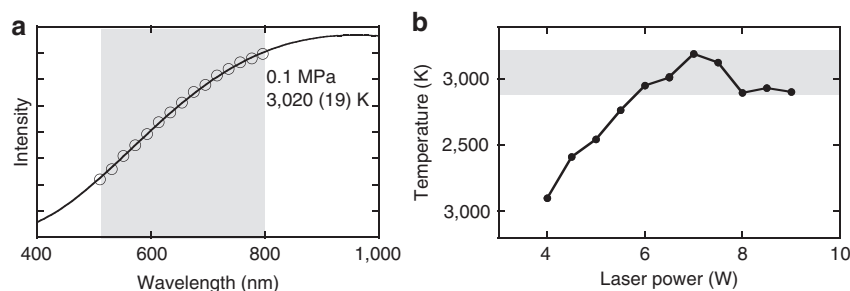 a
Intensity
0.1 MPa
3,020 (19) K
400
600
800
1,000
Wavelength (nm)
b
Temperature (K)
3,000
2,500
3,000
4
6
8
10
Laser power (W)